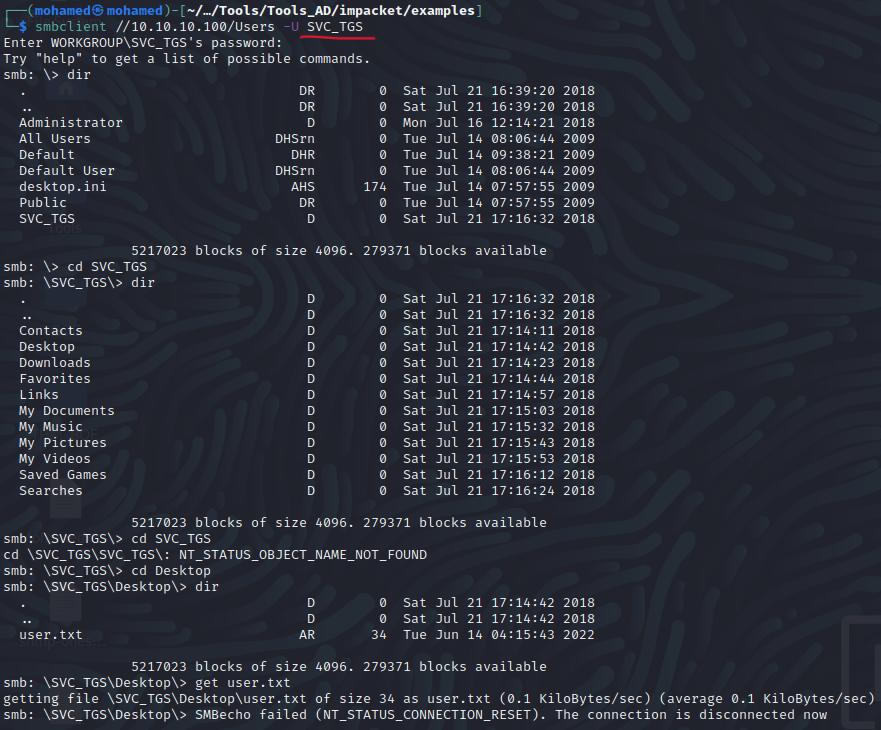 ┌──(mohamed㉿mohamed)-[~/…/Tools/Tools_AD/impacket/examples]
└─$ smbclient //10.10.10.100/Users -U SVC_TGS
Enter WORKGROUP\SVC_TGS's password:
Try "help" to get a list of possible commands.
smb: \> dir
  .                                  DR        0  Sat Jul 21 16:39:20 2018
  ..                                 DR        0  Sat Jul 21 16:39:20 2018
  Administrator                       D        0  Mon Jul 16 12:14:21 2018
  All Users                       DHSrn        0  Tue Jul 14 08:06:44 2009
  Default                           DHR        0  Tue Jul 14 09:38:21 2009
  Default User                    DHSrn        0  Tue Jul 14 08:06:44 2009
  desktop.ini                       AHS      174  Tue Jul 14 07:57:55 2009
  Public                             DR        0  Tue Jul 14 07:57:55 2009
  SVC_TGS                             D        0  Sat Jul 21 17:16:32 2018
                5217023 blocks of size 4096. 279371 blocks available
smb: \> cd SVC_TGS
smb: \SVC_TGS\> dir
  .                                   D        0  Sat Jul 21 17:16:32 2018
  ..                                  D        0  Sat Jul 21 17:16:32 2018
  Contacts                            D        0  Sat Jul 21 17:14:11 2018
  Desktop                             D        0  Sat Jul 21 17:14:42 2018
  Downloads                           D        0  Sat Jul 21 17:14:23 2018
  Favorites                           D        0  Sat Jul 21 17:14:44 2018
  Links                               D        0  Sat Jul 21 17:14:57 2018
  My Documents                        D        0  Sat Jul 21 17:15:03 2018
  My Music                            D        0  Sat Jul 21 17:15:32 2018
  My Pictures                         D        0  Sat Jul 21 17:15:43 2018
  My Videos                           D        0  Sat Jul 21 17:15:53 2018
  Saved Games                         D        0  Sat Jul 21 17:16:12 2018
  Searches                            D        0  Sat Jul 21 17:16:24 2018
                5217023 blocks of size 4096. 279371 blocks available
smb: \SVC_TGS\> cd SVC_TGS
cd \SVC_TGS\SVC_TGS\: NT_STATUS_OBJECT_NAME_NOT_FOUND
smb: \SVC_TGS\> cd Desktop
smb: \SVC_TGS\Desktop\> dir
  .                                   D        0  Sat Jul 21 17:14:42 2018
  ..                                  D        0  Sat Jul 21 17:14:42 2018
  user.txt                           AR       34  Tue Jun 14 04:15:43 2022
                5217023 blocks of size 4096. 279371 blocks available
smb: \SVC_TGS\Desktop\> get user.txt
getting file \SVC_TGS\Desktop\user.txt of size 34 as user.txt (0.1 KiloBytes/sec) (average 0.1 KiloBytes/sec)
smb: \SVC_TGS\Desktop\> SMBecho failed (NT_STATUS_CONNECTION_RESET). The connection is disconnected now